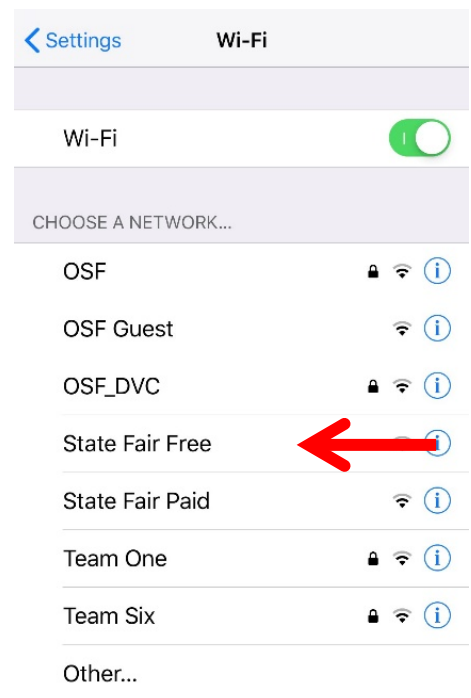 Settings Wi-Fi
Wi-Fi
CHOOSE A NETWORK...
OSF
OSF Guest
OSF_DVC
State Fair Free
State Fair Paid
Team One
Team Six
Other...